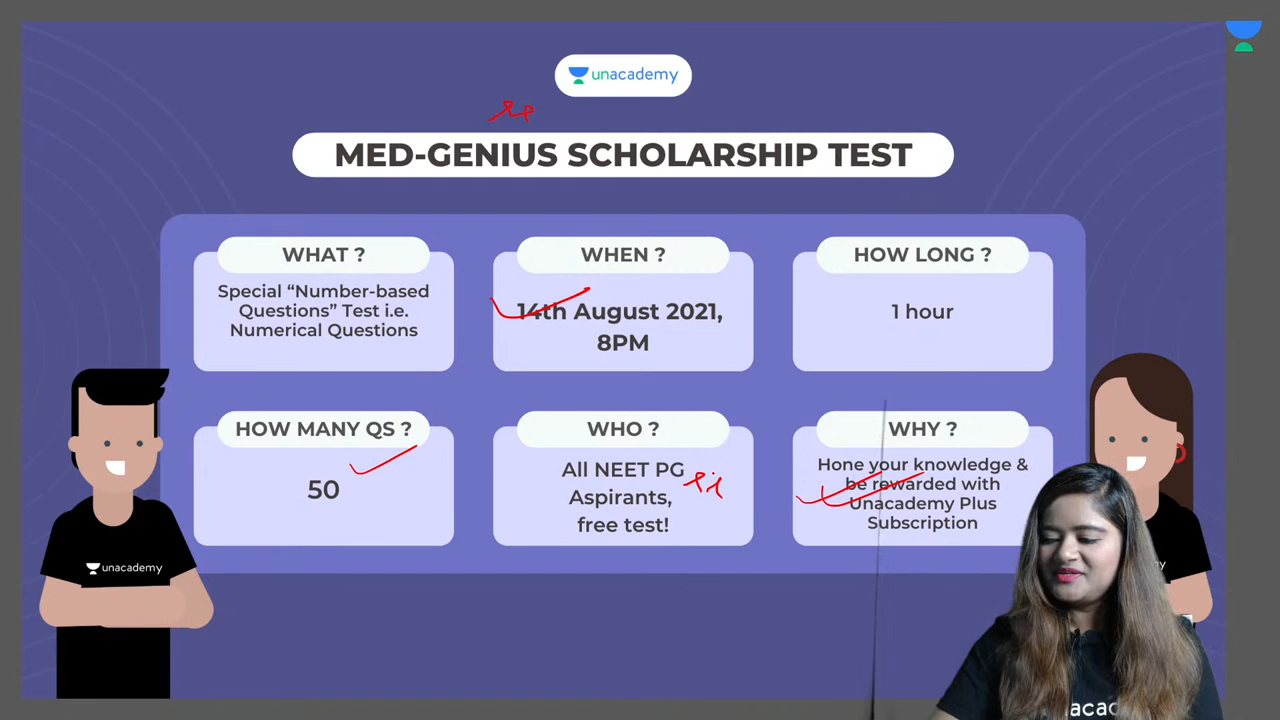 unacademy
MED-GENIUS SCHOLARSHIP TEST
WHAT ?
Special “Number-based
Questions” Test i.e.
Numerical Questions
WHEN ?
14th August 2021,
8PM
HOW LONG ?
1 hour
HOW MANY QS ?
50
WHO ?
All NEET PG
Aspirants,
free test!
WHY ?
Hone your knowledge &
be rewarded with
Unacademy Plus
Subscription
unacademy